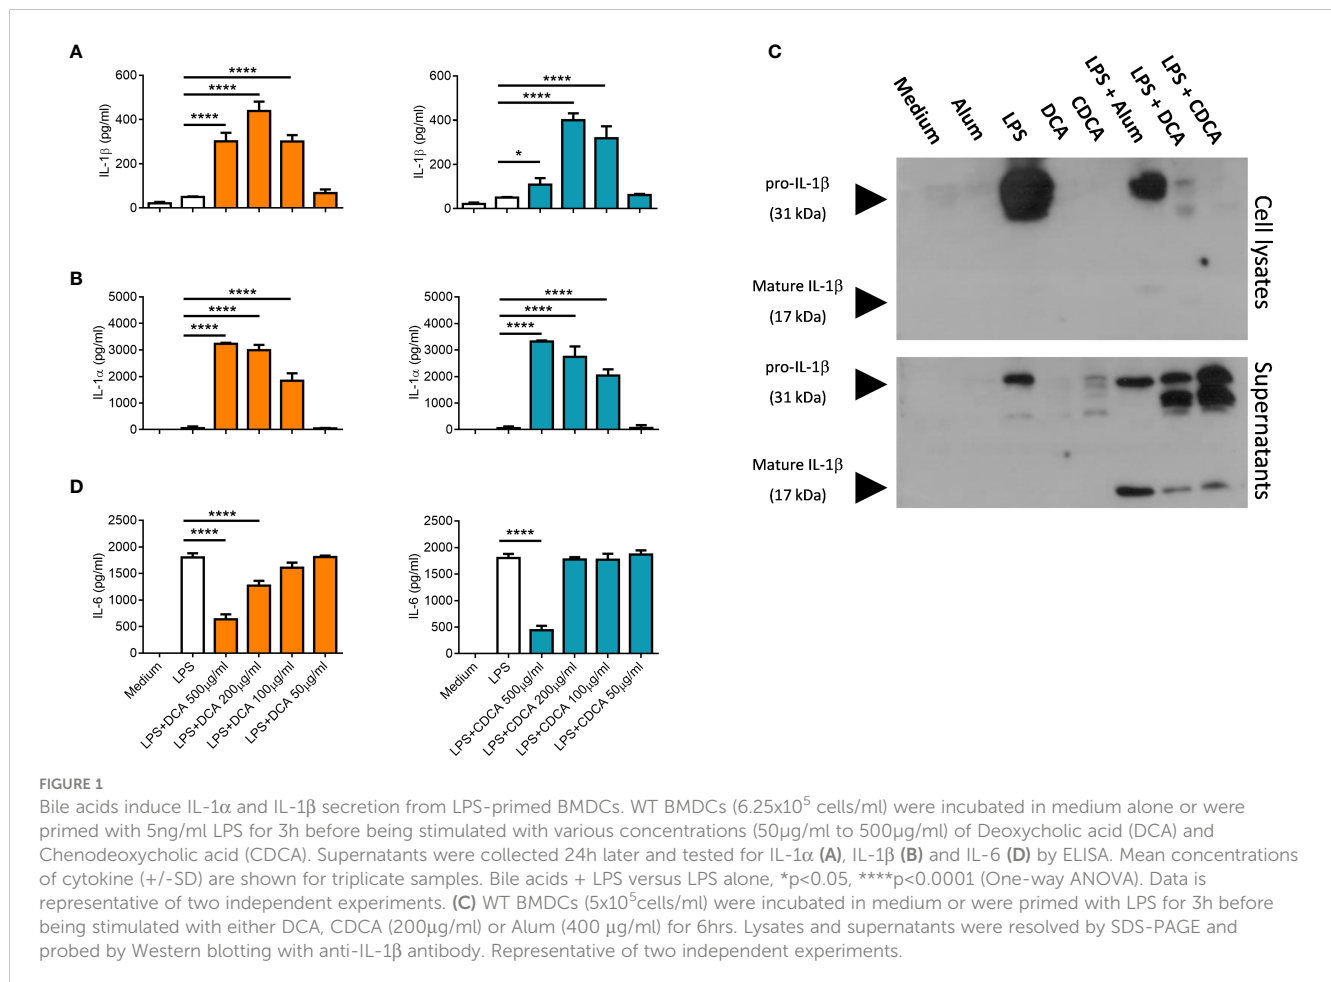 A
IL-1β (pg/ml)
600
400
200
0
****
****
****
IL-1β (pg/ml)
600
400
200
0
****
****
*
B
IL-1α (pg/ml)
5000
4000
3000
2000
1000
0
****
****
****
IL-1α (pg/ml)
5000
4000
3000
2000
1000
0
****
****
****
D
IL-6 (pg/ml)
2500
2000
1500
1000
500
0
****
****
Medium
LPS
LPS+DCA 500μg/ml
LPS+DCA 200μg/ml
LPS+DCA 100μg/ml
LPS+DCA 50μg/ml
IL-6 (pg/ml)
2500
2000
1500
1000
500
0
****
Medium
LPS
LPS+CDCA 500μg/ml
LPS+CDCA 200μg/ml
LPS+CDCA 100μg/ml
LPS+CDCA 50μg/ml
C
Medium
Alum
LPS
DCA
CDCA
LPS + Alum
LPS + DCA
LPS + CDCA
pro-IL-1β
(31 kDa)
Mature IL-1β
(17 kDa)
Cell lysates
pro-IL-1β
(31 kDa)
Mature IL-1β
(17 kDa)
Supernatants
FIGURE 1
Bile acids induce IL-1α and IL-1β secretion from LPS-primed BMDCs. WT BMDCs (6.25x10⁵ cells/ml) were incubated in medium alone or were
primed with 5ng/ml LPS for 3h before being stimulated with various concentrations (50μg/ml to 500μg/ml) of Deoxycholic acid (DCA) and
Chenodeoxycholic acid (CDCA). Supernatants were collected 24h later and tested for IL-1α (A), IL-1β (B) and IL-6 (D) by ELISA. Mean concentrations
of cytokine (+/-SD) are shown for triplicate samples. Bile acids + LPS versus LPS alone, *p<0.05, ****p<0.0001 (One-way ANOVA). Data is
representative of two independent experiments. (C) WT BMDCs (5x10⁵cells/ml) were incubated in medium or were primed with LPS for 3h before
being stimulated with either DCA, CDCA (200μg/ml) or Alum (400 μg/ml) for 6hrs. Lysates and supernatants were resolved by SDS-PAGE and
probed by Western blotting with anti-IL-1β antibody. Representative of two independent experiments.